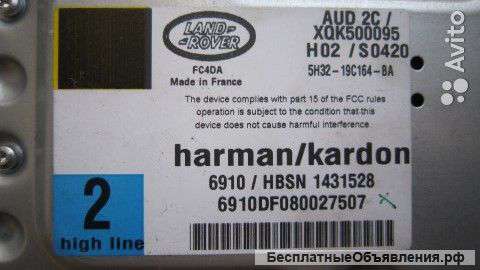 LAND-
ROVER
FC4DA
Made in France
AUD 2C /
XQK500095
H02 / S0420
5H32-19C164-BA
The device complies with part 15 of the FCC rules
operation is subject to the condition that this
device does not cause harmful interference
harman/kardon
6910 / HBSN 1431528
6910DF080027507
2
high line
Avito
БесплатныеОбъявления.рф